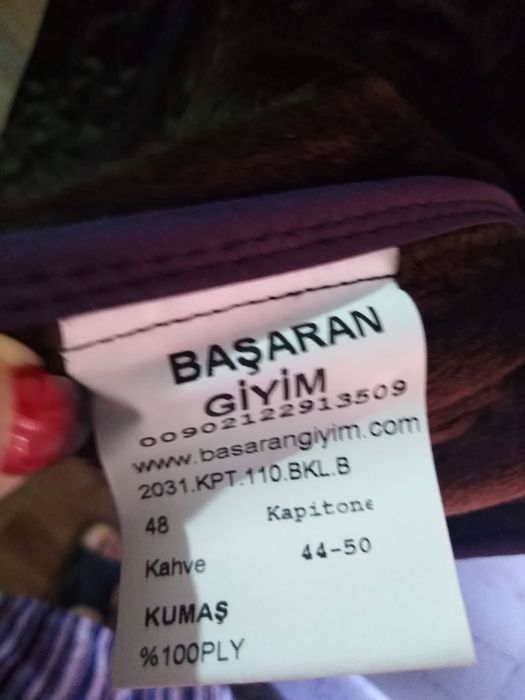 BAŞARAN
GİYİM
00902122913509
www.basarangiyim.com
2031.KPT.110.BKL.B
48 Kapitone
Kahve 44-50
KUMAŞ
%100PLY